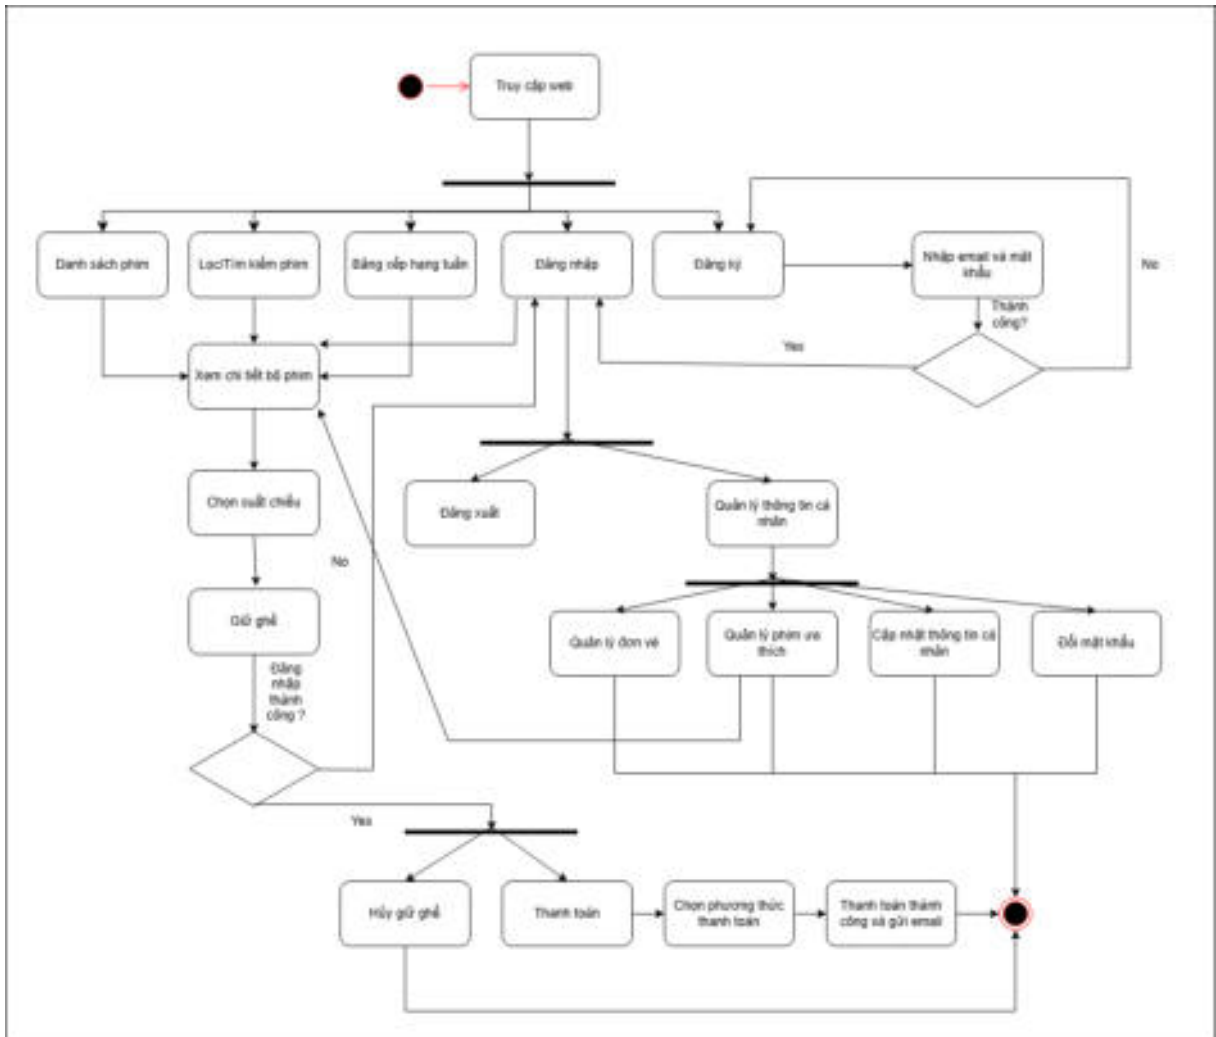 Truy cập web
Danh sách phim
Lọc/Tìm kiếm phim
Bảng xếp hạng tuần
Đăng nhập
Đăng ký
Nhập email và mật
khẩu
No
Thành
công?
Yes
Xem chi tiết bộ phim
Chọn suất chiếu
Đăng xuất
Quản lý thông tin cá
nhân
No
Giữ ghế
Quản lý đơn vé
Quản lý phim ưa
thích
Cập nhật thông tin cá
nhân
Đổi mật khẩu
Đăng
nhập
thành
công ?
Yes
Hủy giữ ghế
Thanh toán
Chọn phương thức
thanh toán
Thanh toán thành
công và gửi email